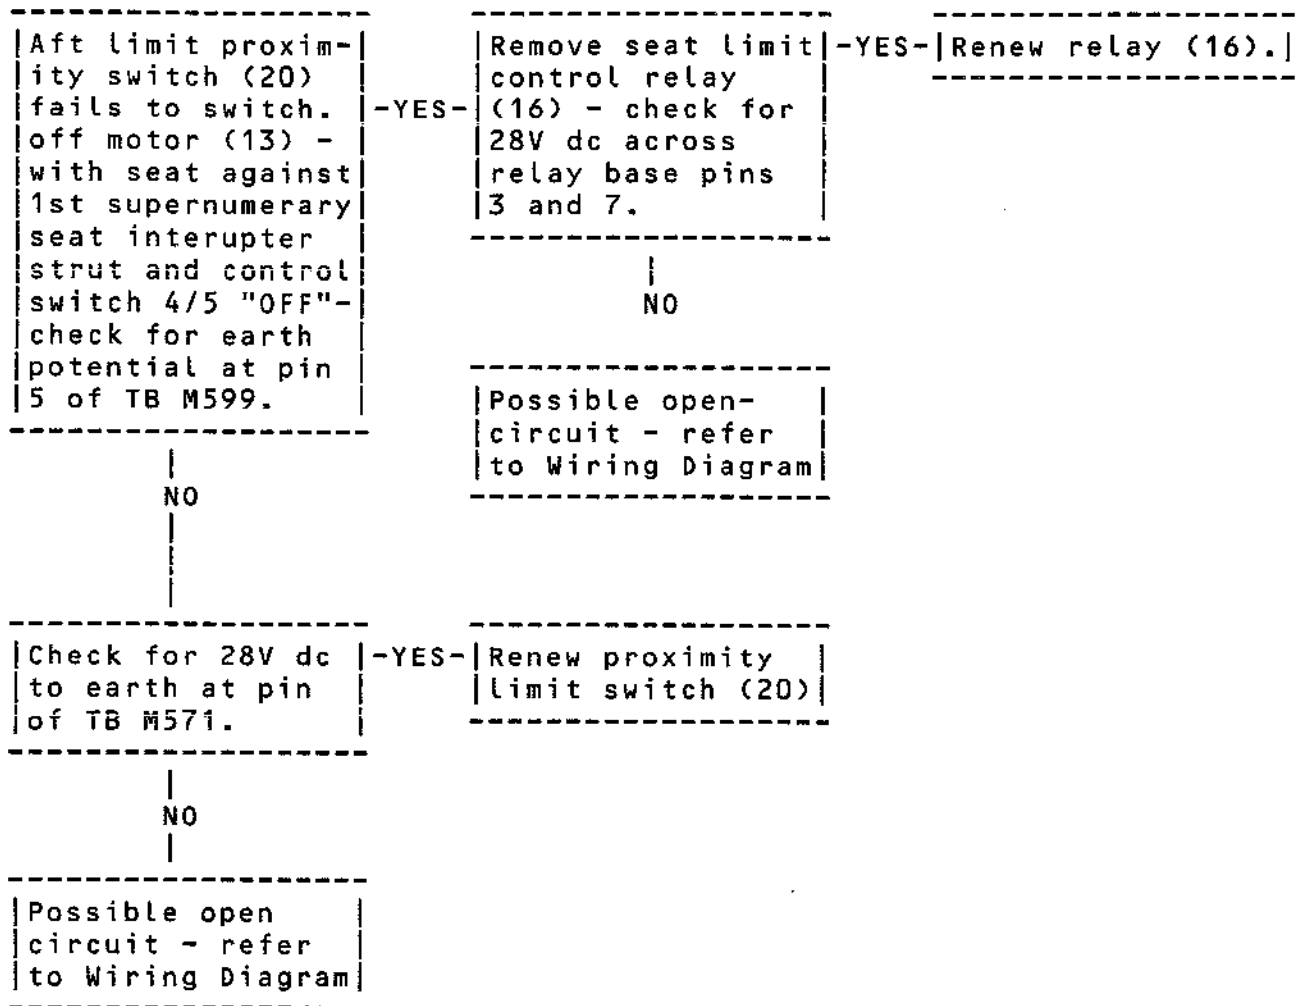 Aft limit proxim-
ity switch (20)
fails to switch.
off motor (13) -
with seat against
1st supernumerary
seat interupter
strut and control
switch 4/5 "OFF"-
check for earth
potential at pin
5 of TB M599.
-YES-
Remove seat limit
control relay
(16) - check for
28V dc across
relay base pins
3 and 7.
-YES-
Renew relay (16).
NO
Possible open-
circuit - refer
to Wiring Diagram
NO
Check for 28V dc
to earth at pin
of TB M571.
-YES-
Renew proximity
limit switch (20)
NO
Possible open
circuit - refer
to Wiring Diagram